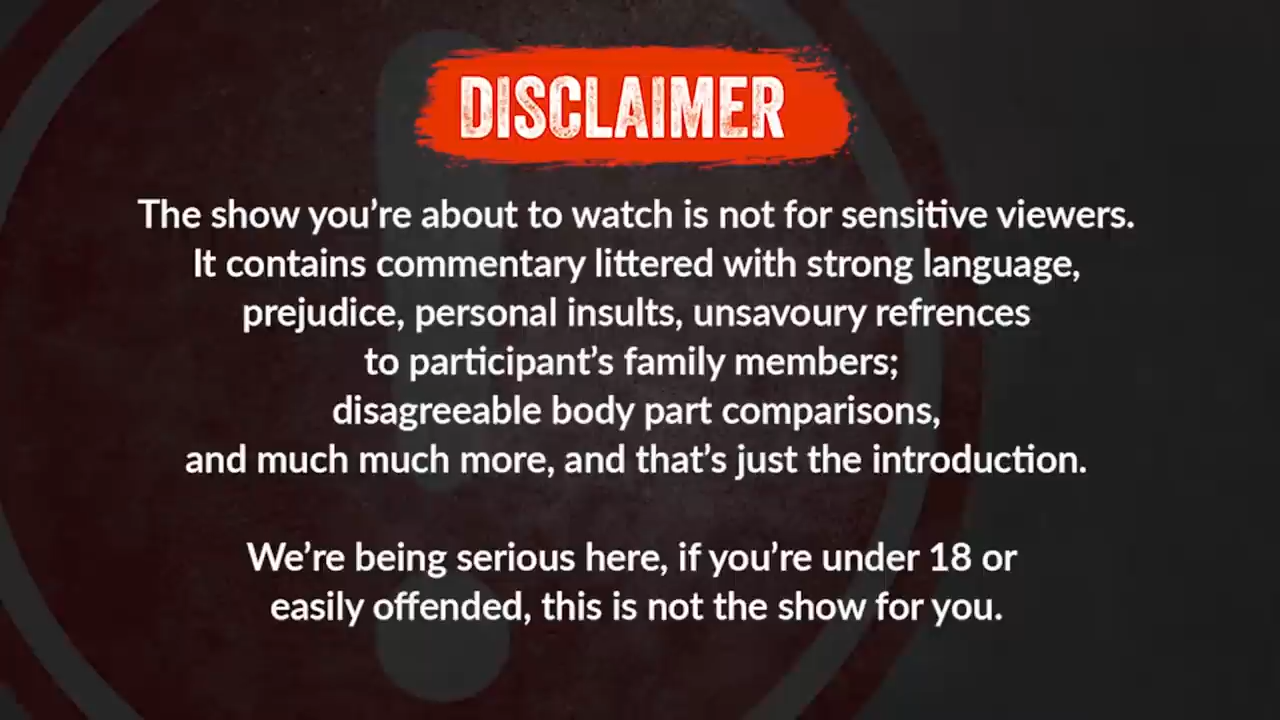 DISCLAIMER
The show you're about to watch is not for sensitive viewers.
It contains commentary littered with strong language,
prejudice, personal insults, unsavoury refrences
to participant's family members;
disagreeable body part comparisons,
and much much more, and that's just the introduction.
We're being serious here, if you're under 18 or
easily offended, this is not the show for you.